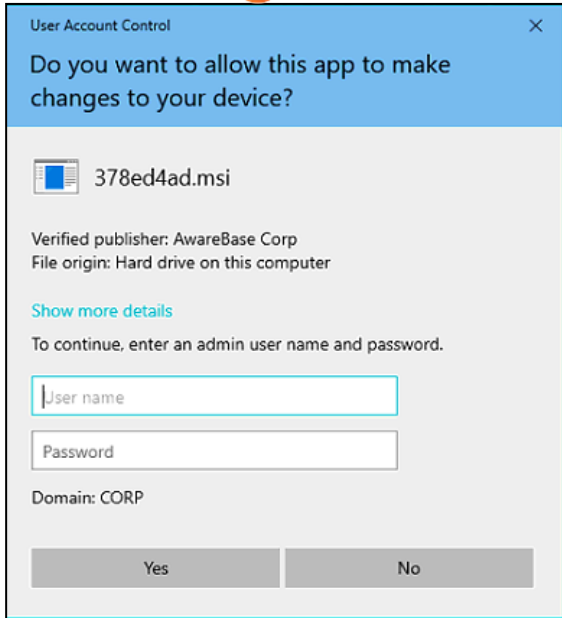 User Account Control
Do you want to allow this app to make
changes to your device?
378ed4ad.msi
Verified publisher: AwareBase Corp
File origin: Hard drive on this computer
Show more details
To continue, enter an admin user name and password.
User name
Password
Domain: CORP
Yes
No